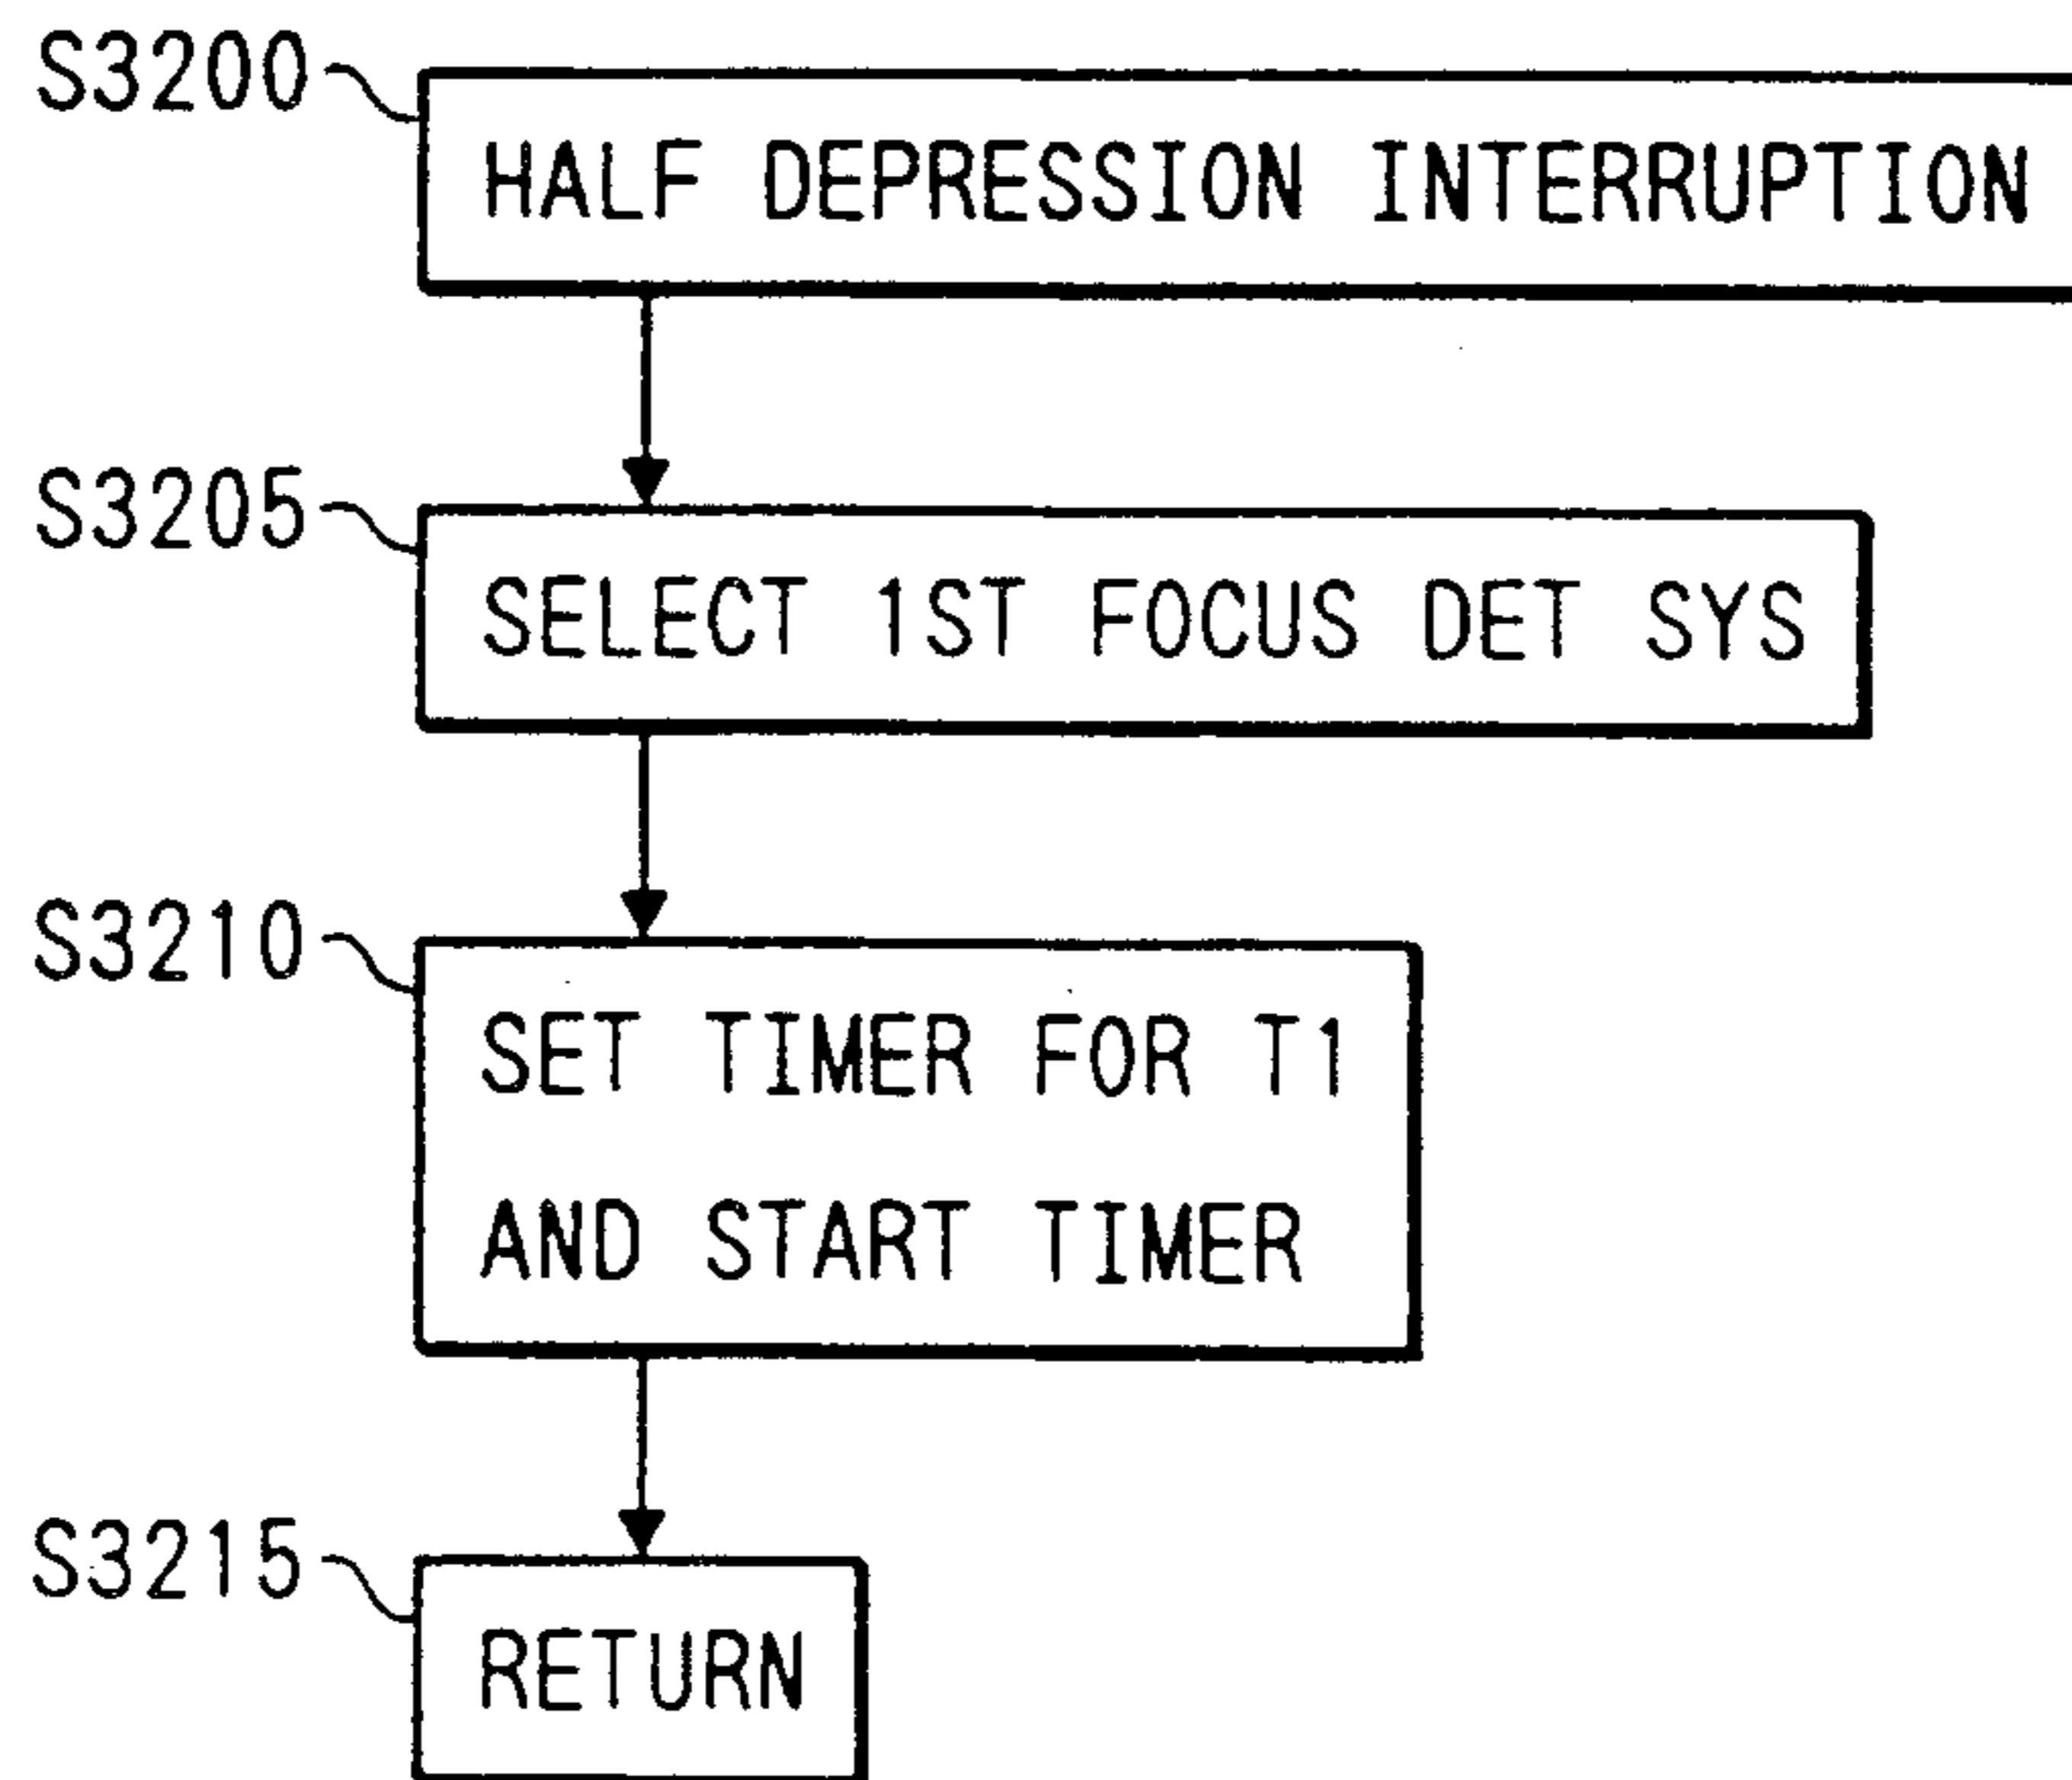 S3200
HALF DEPRESSION INTERRUPTION
S3205
SELECT 1ST FOCUS DET SYS
S3210
SET TIMER FOR T1
AND START TIMER
S3215
RETURN